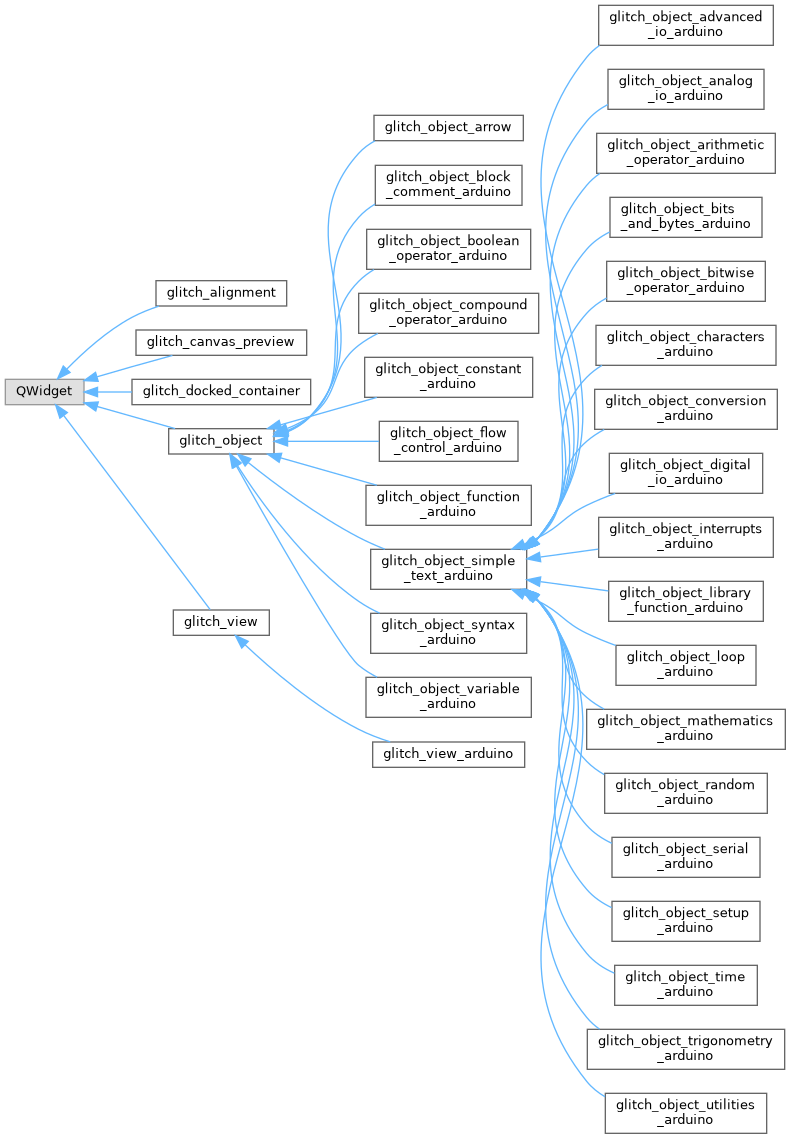 QWidget
glitch_alignment
glitch_canvas_preview
glitch_docked_container
glitch_object
glitch_view
glitch_object_arrow
glitch_object_block
_comment_arduino
glitch_object_boolean
_operator_arduino
glitch_object_compound
_operator_arduino
glitch_object_constant
_arduino
glitch_object_flow
_control_arduino
glitch_object_function
_arduino
glitch_object_simple
_text_arduino
glitch_object_syntax
_arduino
glitch_object_variable
_arduino
glitch_view_arduino
glitch_object_advanced
_io_arduino
glitch_object_analog
_io_arduino
glitch_object_arithmetic
_operator_arduino
glitch_object_bits
_and_bytes_arduino
glitch_object_bitwise
_operator_arduino
glitch_object_characters
_arduino
glitch_object_conversion
_arduino
glitch_object_digital
_io_arduino
glitch_object_interrupts
_arduino
glitch_object_library
_function_arduino
glitch_object_loop
_arduino
glitch_object_mathematics
_arduino
glitch_object_random
_arduino
glitch_object_serial
_arduino
glitch_object_setup
_arduino
glitch_object_time
_arduino
glitch_object_trigonometry
_arduino
glitch_object_utilities
_arduino